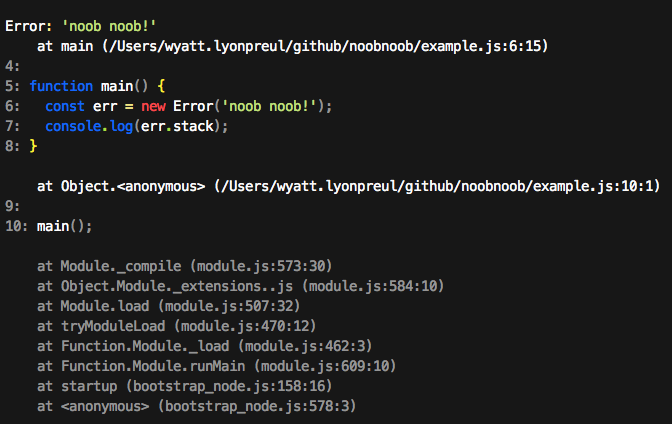 Error: 'noob noob!'
    at main (/Users/wyatt.lyonpreul/github/noobnoob/example.js:6:15)
4:
5: function main() {
6:   const err = new Error('noob noob!');
7:   console.log(err.stack);
8: }
    at Object.<anonymous> (/Users/wyatt.lyonpreul/github/noobnoob/example.js:10:1)
9:
10: main();
    at Module._compile (module.js:573:30)
    at Object.Module._extensions..js (module.js:584:10)
    at Module.load (module.js:507:32)
    at tryModuleLoad (module.js:470:12)
    at Function.Module._load (module.js:462:3)
    at Function.Module.runMain (module.js:609:10)
    at startup (bootstrap_node.js:158:16)
    at <anonymous> (bootstrap_node.js:578:3)